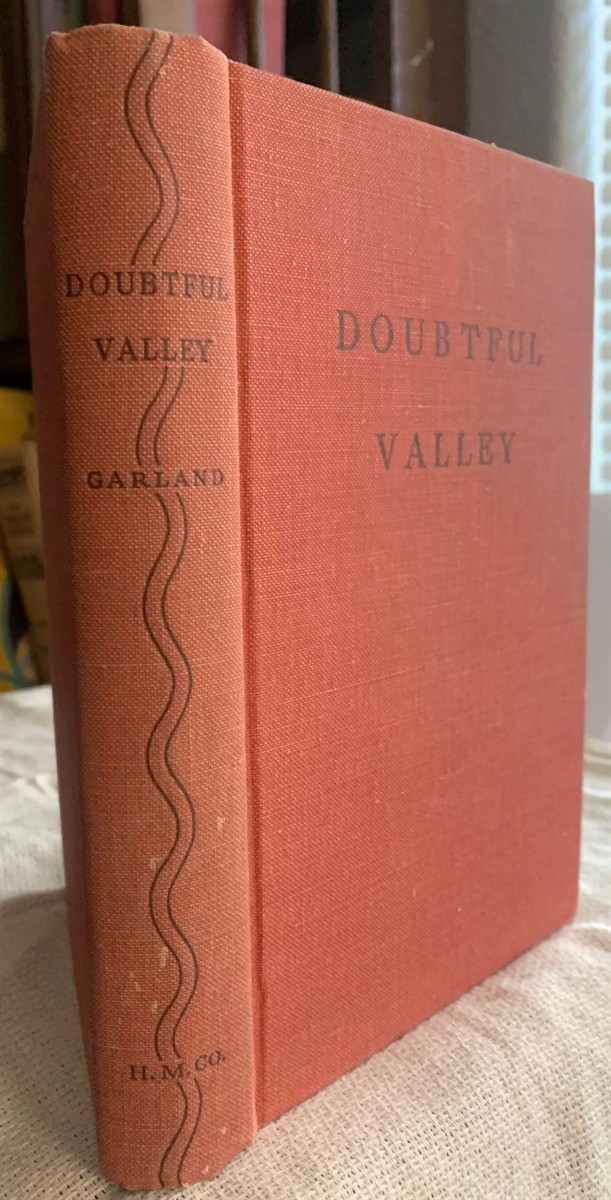 DOUBTFUL
VALLEY
GARLAND
H. M. CO.
DOUBTFUL
VALLEY